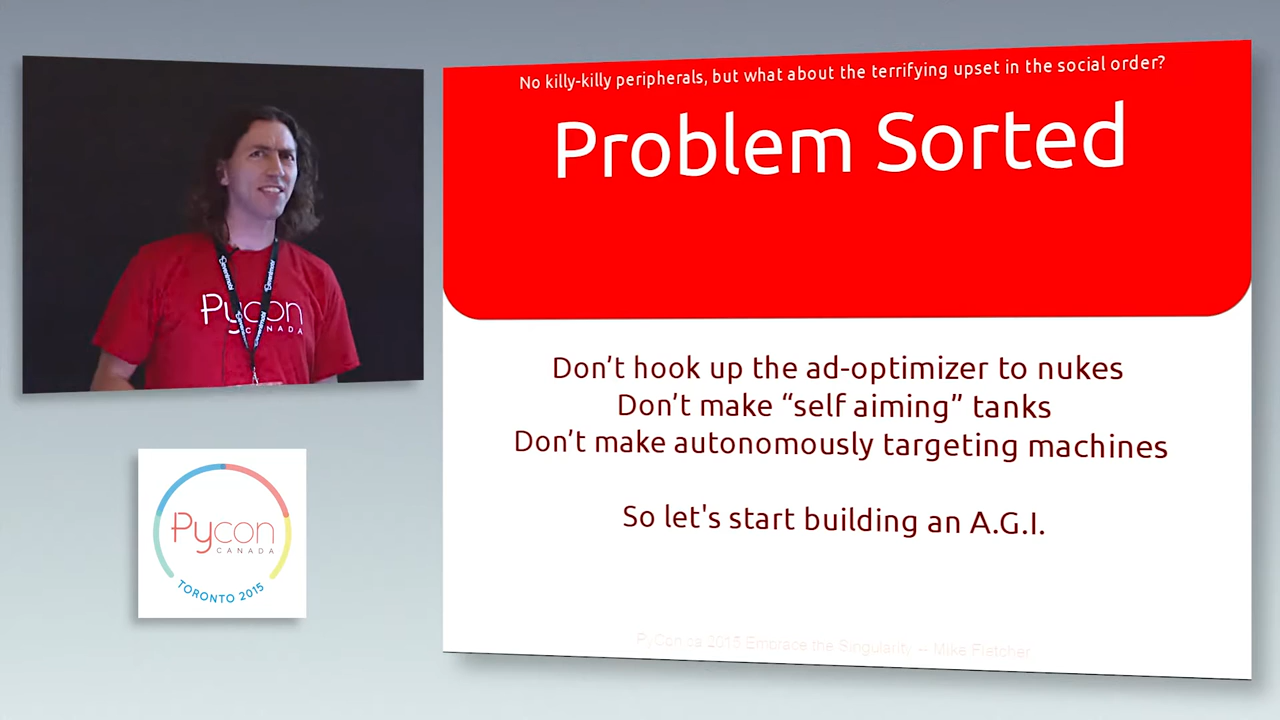 No killy-killy peripherals, but what about the terrifying upset in the social order?
Problem Sorted
Don't hook up the ad-optimizer to nukes
Don't make “self aiming” tanks
Don't make autonomously targeting machines
So let's start building an A.G.I.
PyCon.ca 2015 Embrace the Singularity -- Mike Fletcher
Pycon
CANADA
Pycon
CANADA
TORONTO 2015